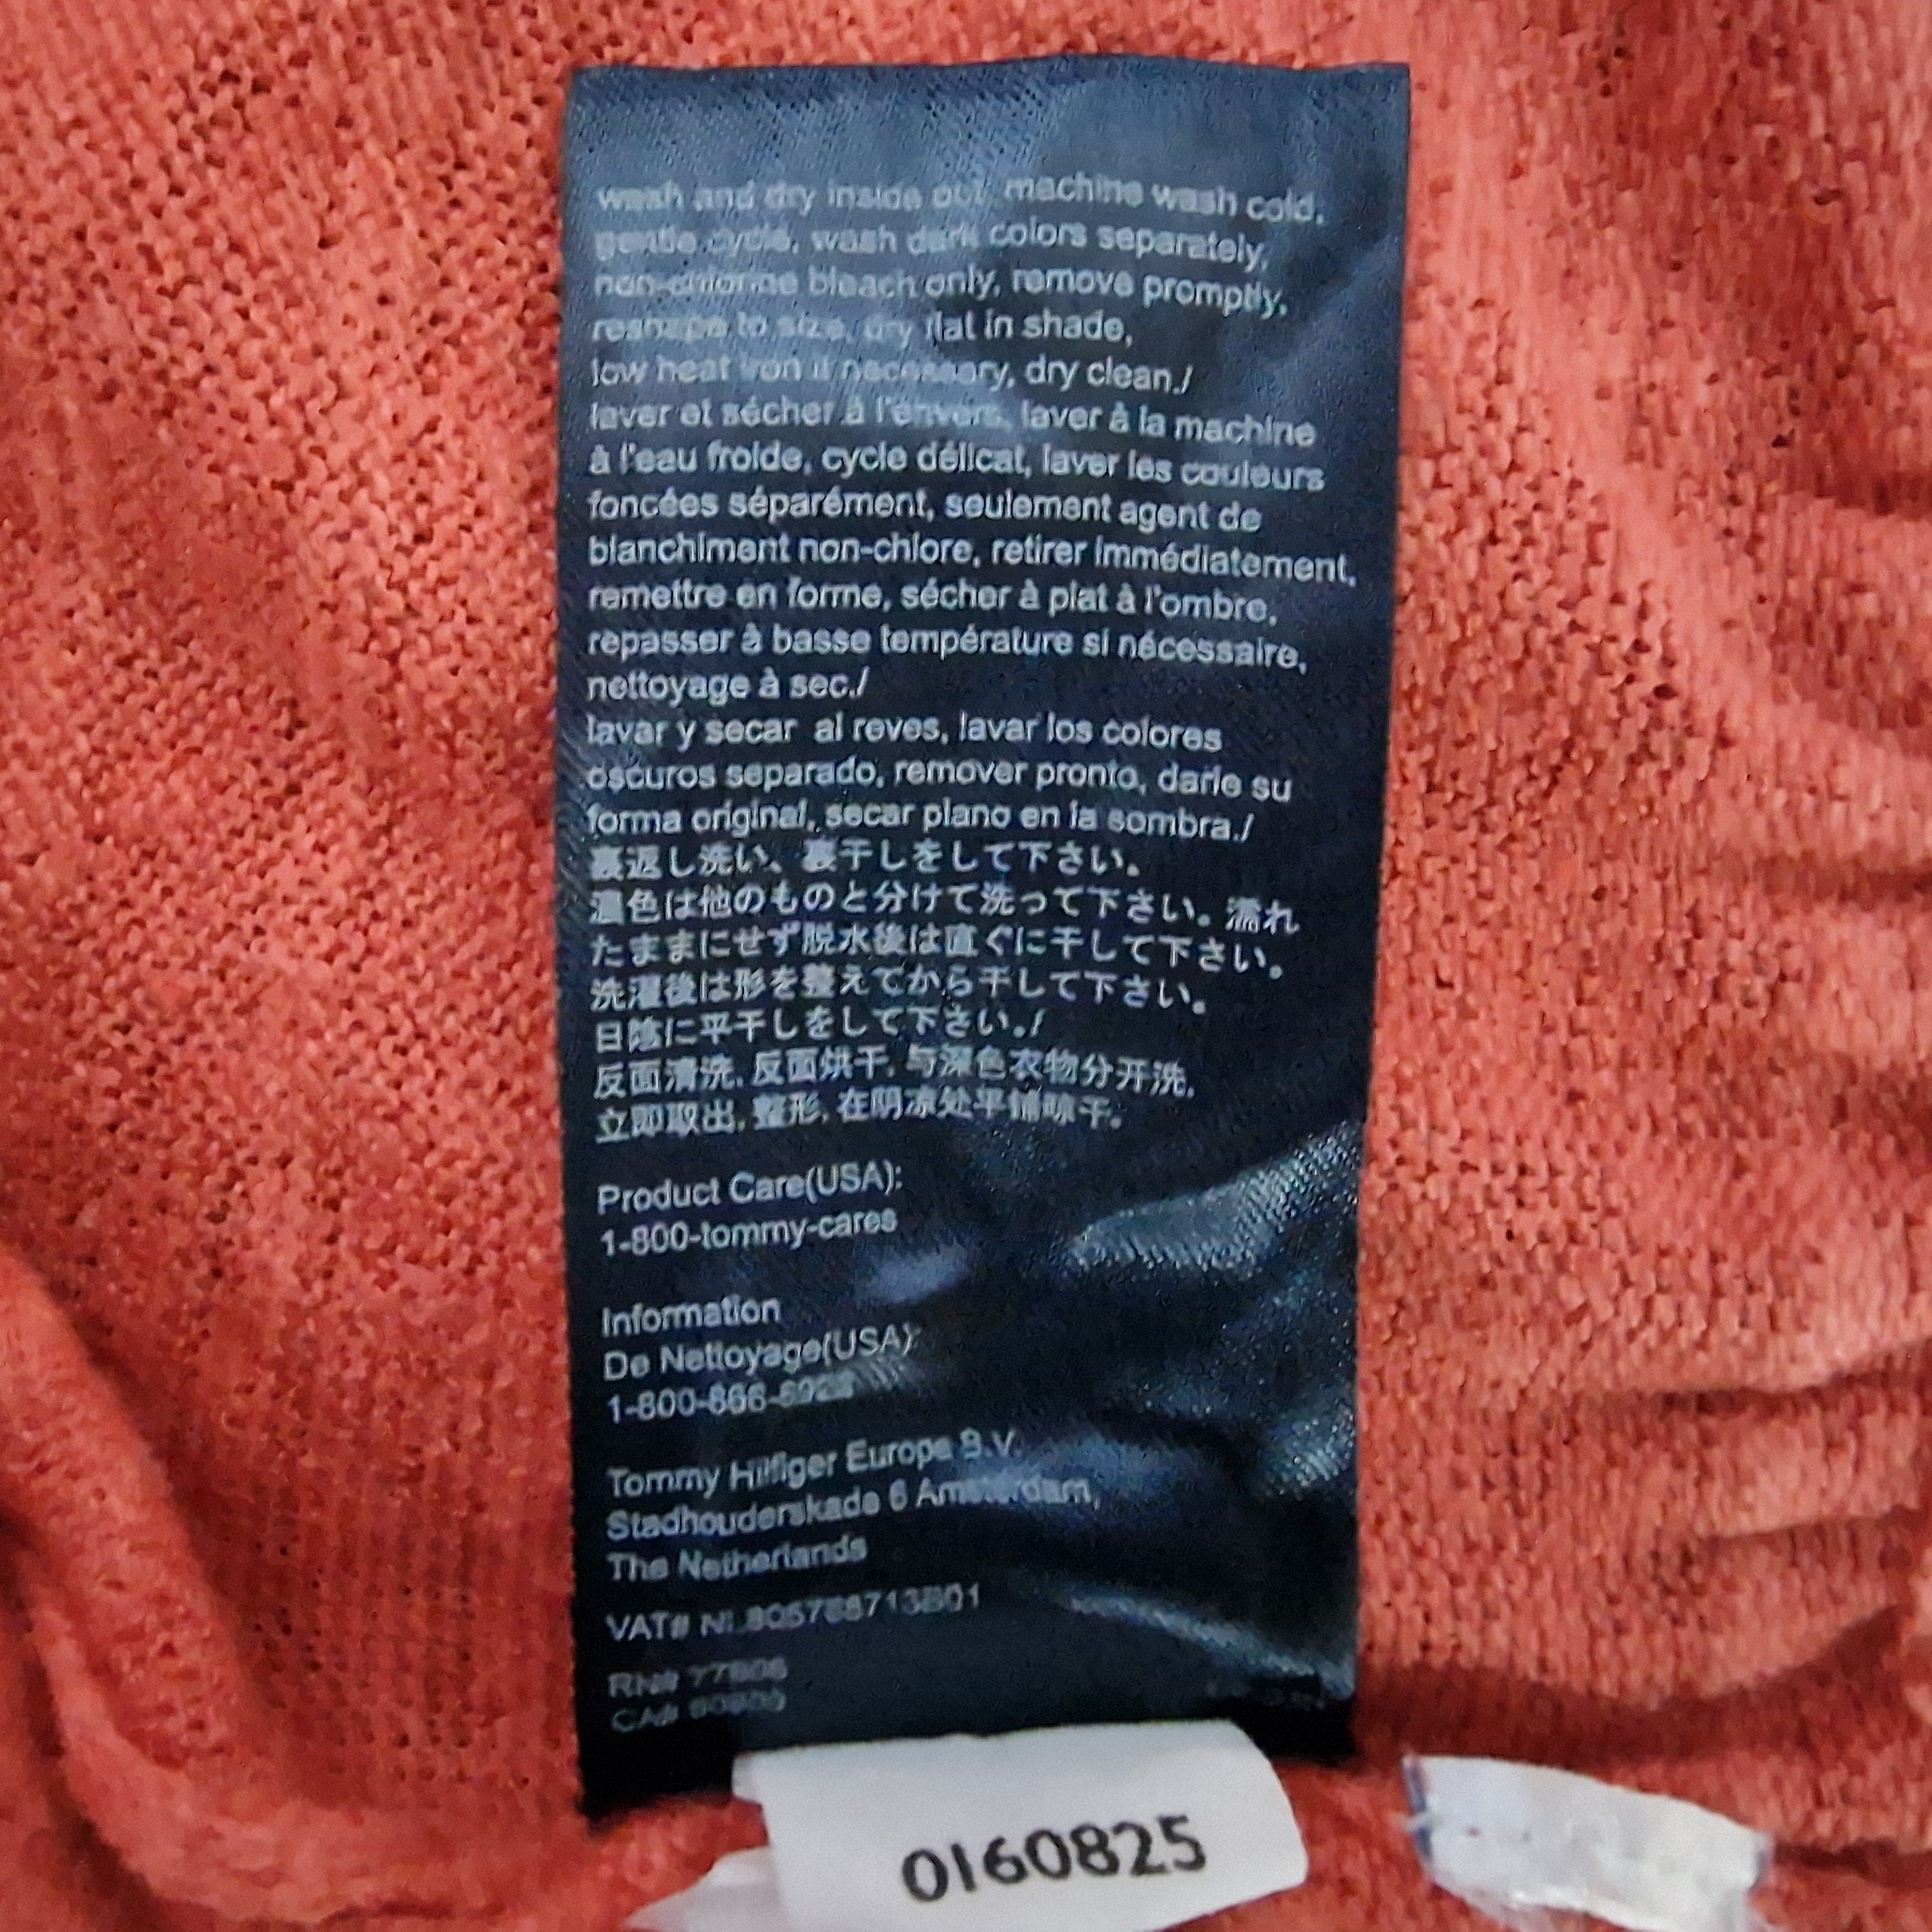 wash and dry inside out, machine wash cold,
gentle cycle, wash dark colors separately,
non-chlorine bleach only, remove promptly,
reshape to size, dry flat in shade,
low heat iron if necessary, dry clean./
laver et sécher à l'envers, laver à la machine
à l'eau froide, cycle délicat, laver les couleurs
foncées séparément, seulement agent de
blanchiment non-chlore, retirer immédiatement,
remettre en forme, sécher à plat à l'ombre,
repasser à basse température si nécessaire,
nettoyage à sec./
lavar y secar al reves, lavar los colores
oscuros separado, remover pronto, darle su
forma original, secar plano en la sombra./
裏返し洗い、裏干しをして下さい。
濃色は他のものと分けて洗って下さい。濡れ
たままにせず脱水後は直ぐに干して下さい。
洗濯後は形を整えてから干して下さい。
日陰に平干しをして下さい。/
反面清洗, 反面烘干, 与深色衣物分开洗,
立即取出, 整形, 在阴凉处平铺晾干。
Product Care(USA):
1-800-tommy-cares
Information
De Nettoyage(USA):
1-800-866-6922
Tommy Hilfiger Europe B.V.
Stadhouderskade 6 Amsterdam,
The Netherlands
VAT# NL805768713B01
RN#
CA#
0160825